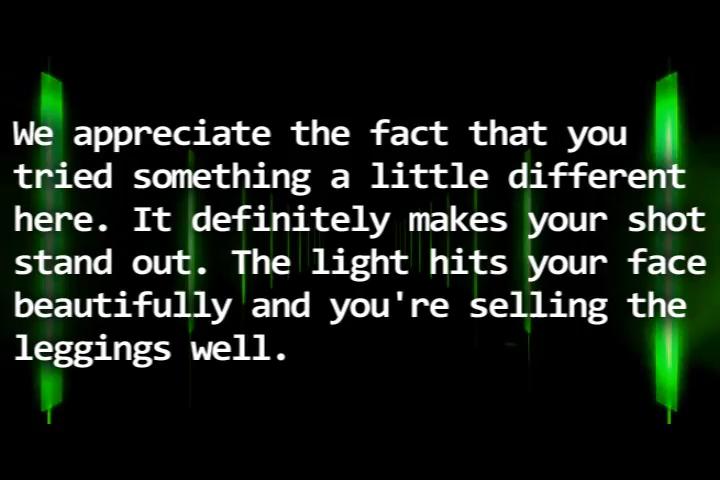 We appreciate the fact that you
tried something a little different
here. It definitely makes your shot
stand out. The light hits your face
beautifully and you're selling the
leggings well.